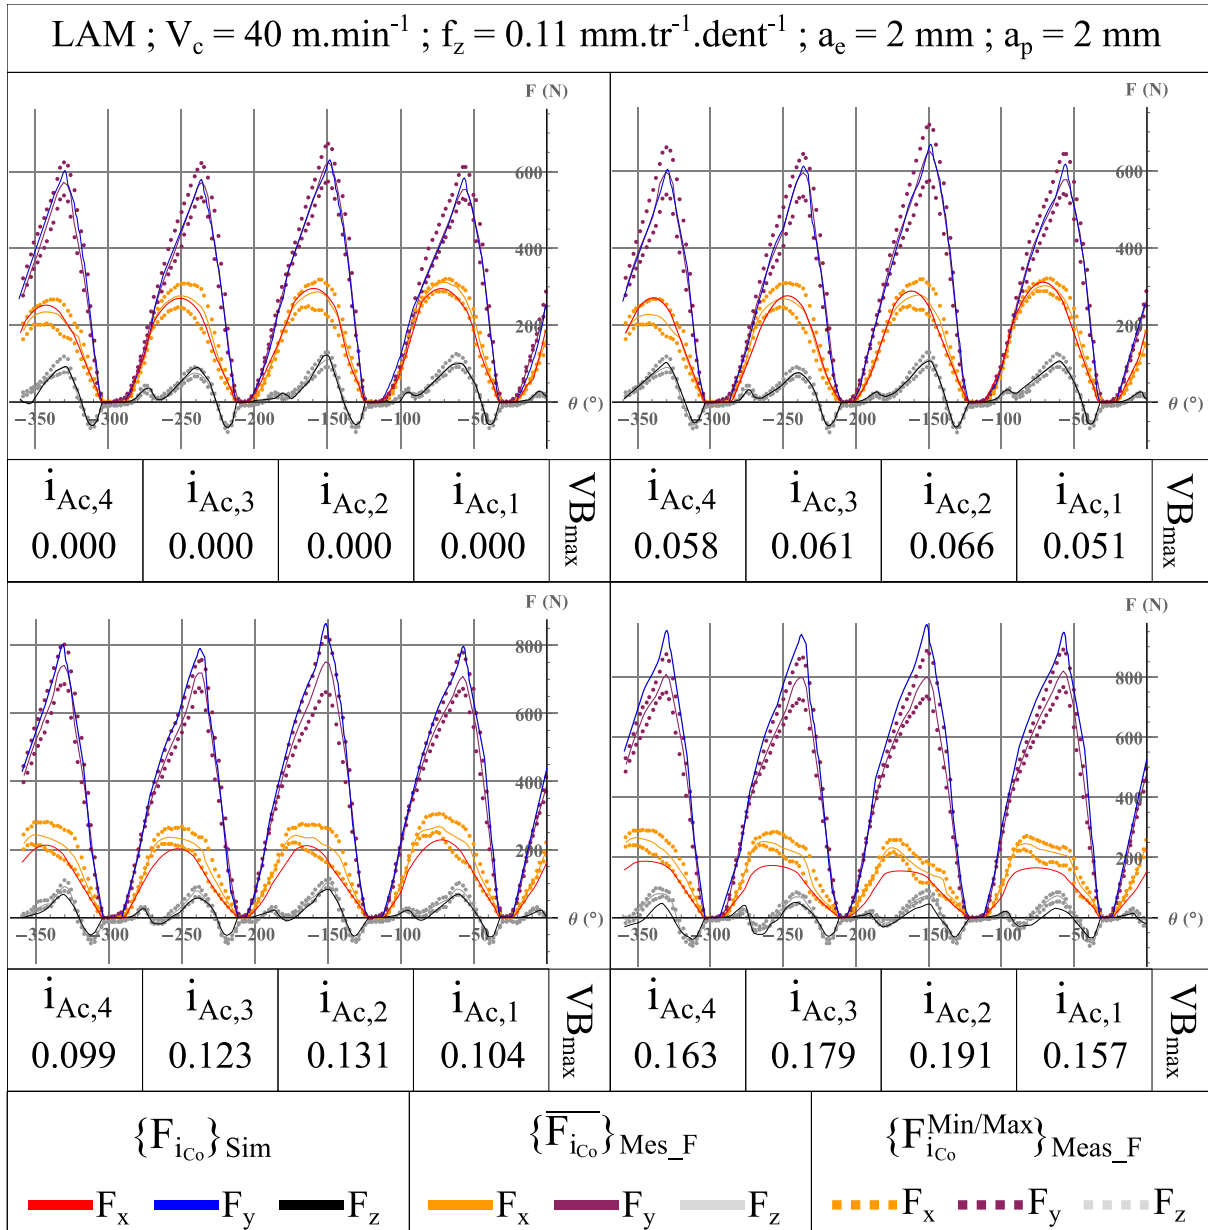 LAM ; V_c = 40 m.min^-1 ; f_z = 0.11 mm.tr^-1.dent^-1 ; a_e = 2 mm ; a_p = 2 mm
F (N)
600
400
200
θ (°)
−350 −300 −250 −200 −150 −100 −50
F (N)
600
400
200
θ (°)
−350 −300 −250 −200 −150 −100 −50
i_Ac,4 i_Ac,3 i_Ac,2 i_Ac,1 VB_max
0.000 0.000 0.000 0.000
i_Ac,4 i_Ac,3 i_Ac,2 i_Ac,1 VB_max
0.058 0.061 0.066 0.051
F (N)
800
600
400
200
θ (°)
−350 −300 −250 −200 −150 −100 −50
F (N)
800
600
400
200
θ (°)
−350 −300 −250 −200 −150 −100 −50
i_Ac,4 i_Ac,3 i_Ac,2 i_Ac,1 VB_max
0.099 0.123 0.131 0.104
i_Ac,4 i_Ac,3 i_Ac,2 i_Ac,1 VB_max
0.163 0.179 0.191 0.157
{F_i_Co}_Sim
F_x F_y F_z
{F̅_i_Co}_Mes_F
F_x F_y F_z
{F_i_Co^Min/Max}_Meas_F
F_x F_y F_z